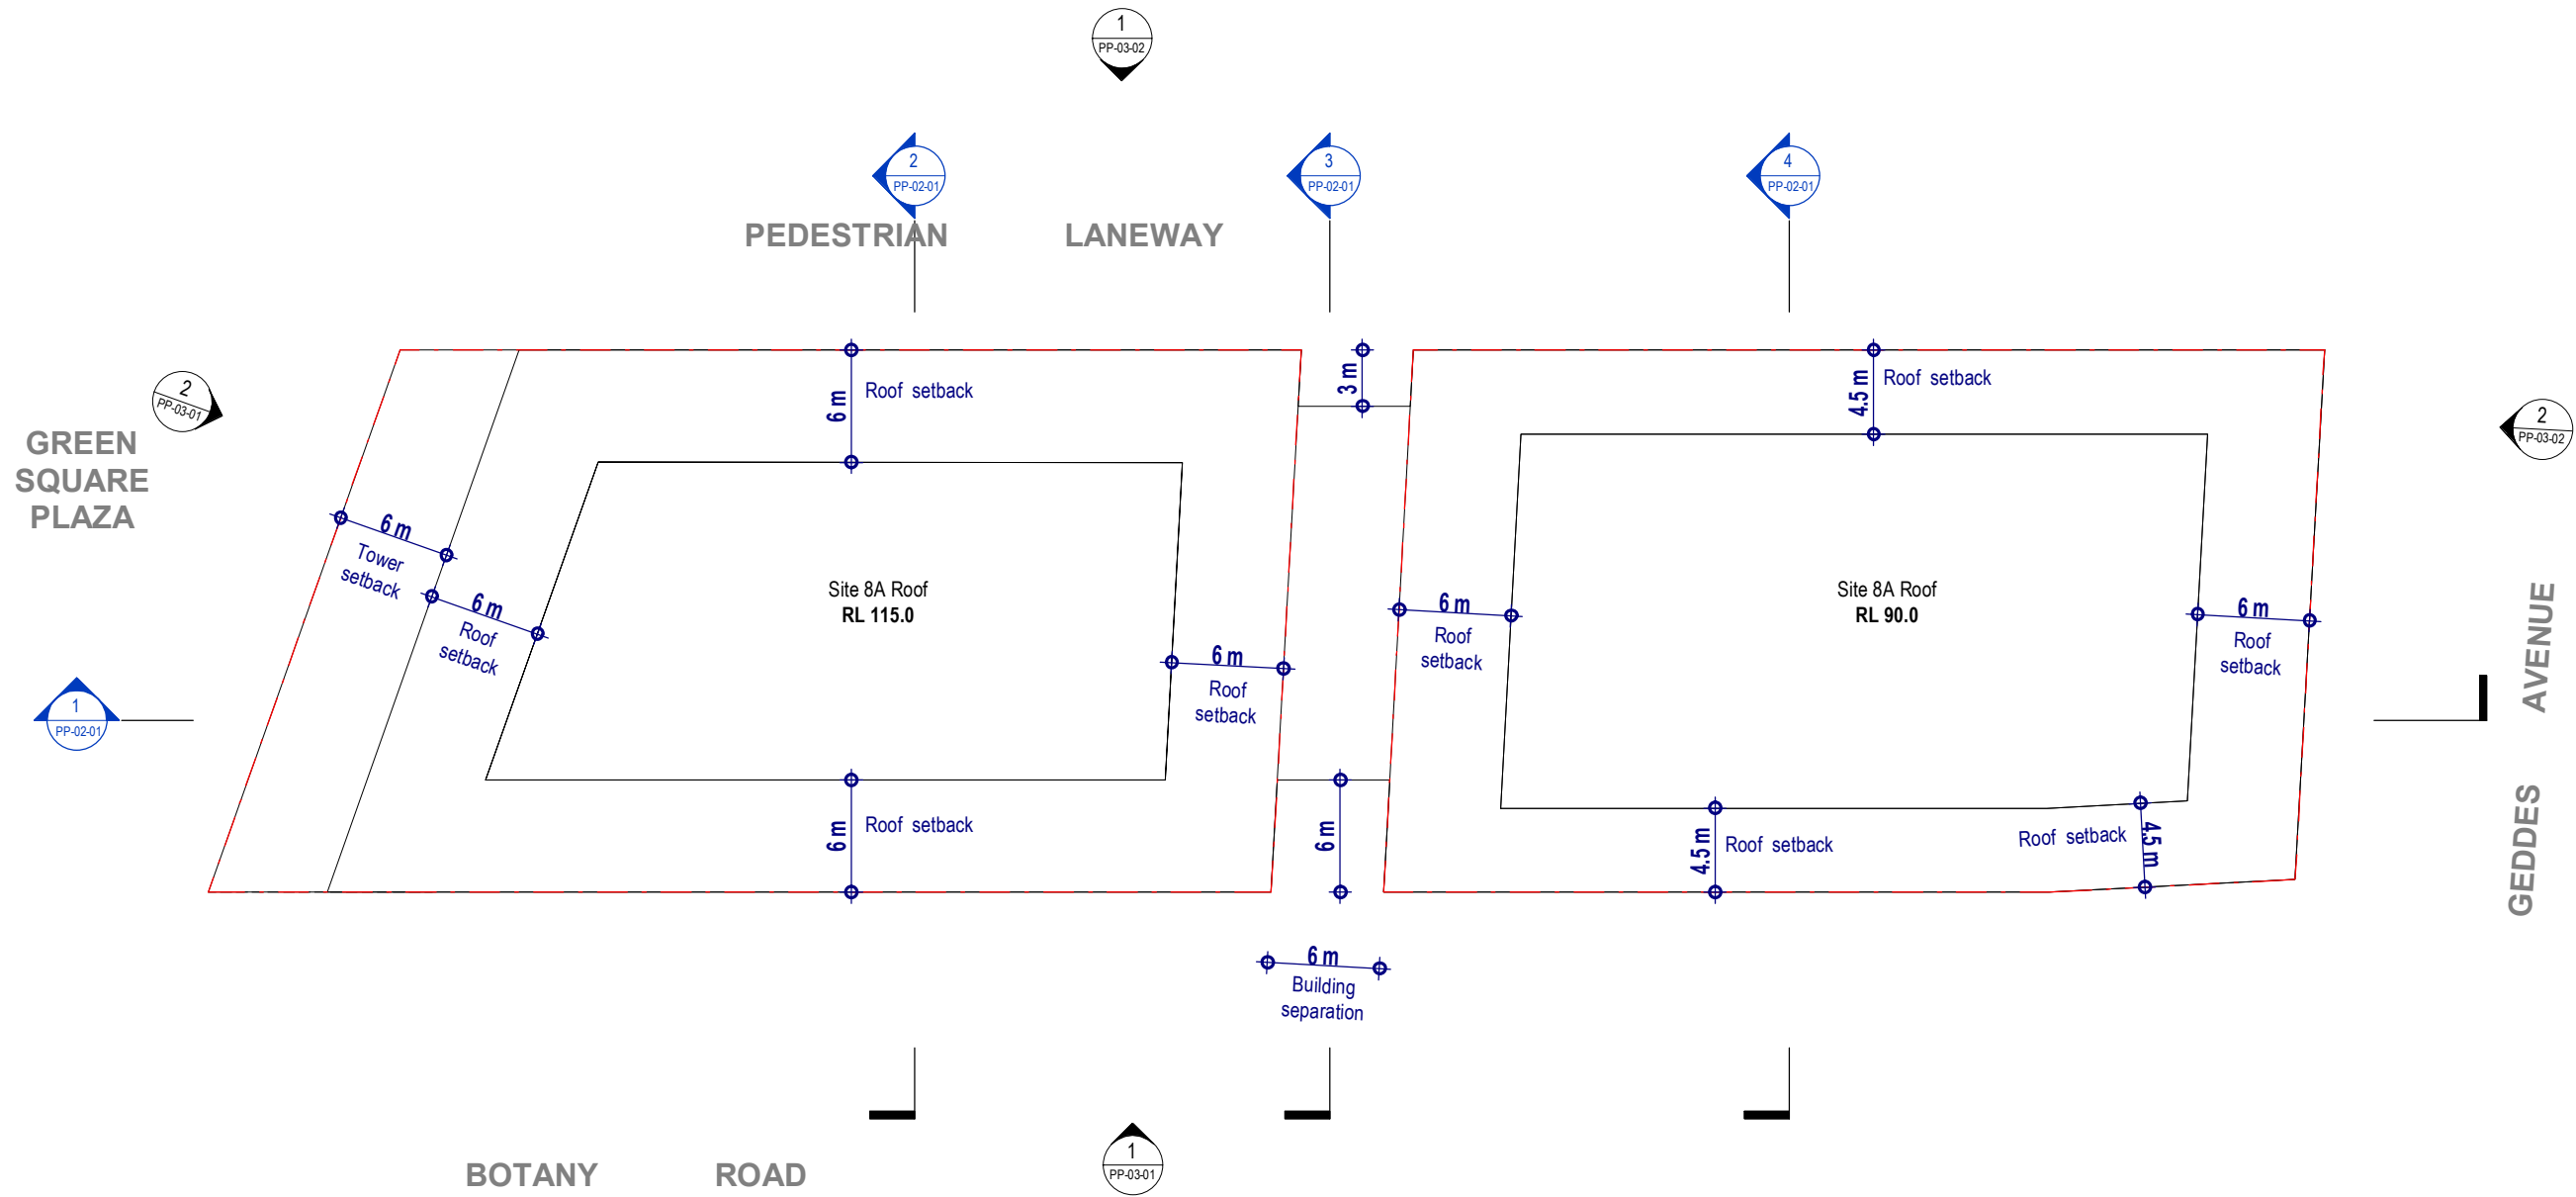 1
PP-03-02
2
PP-02-01
3
PP-02-01
4
PP-02-01
PEDESTRIAN LANEWAY
2
PP-03-01
GREEN
SQUARE
PLAZA
6 m
Tower
setback
6 m
Roof
setback
6 m
Roof setback
3 m
4.5 m
Roof setback
2
PP-03-02
Site 8A Roof
RL 115.0
6 m
Roof
setback
6 m
Roof
setback
Site 8A Roof
RL 90.0
6 m
Roof
setback
GEDDES AVENUE
1
PP-02-01
6 m
Roof setback
6 m
4.5 m
Roof setback
Roof setback
4.5 m
6 m
Building
separation
BOTANY ROAD
1
PP-03-01